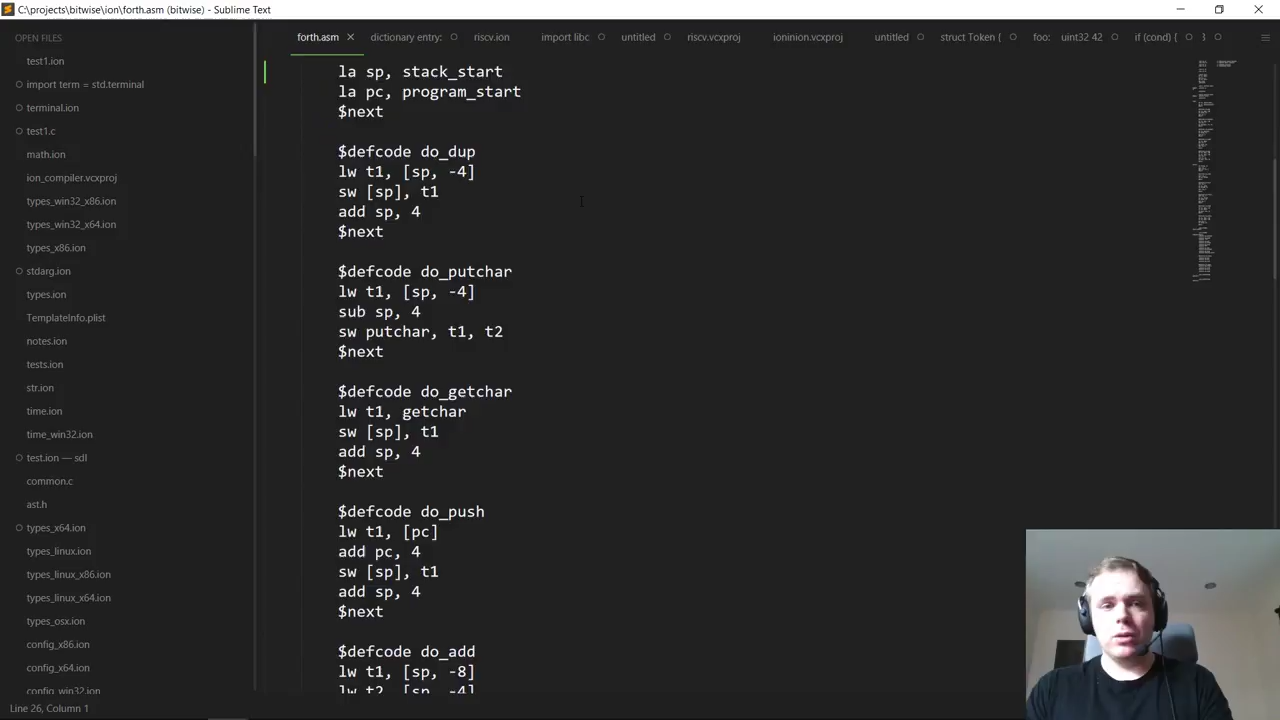 C:\projects\bitwise\ion\forth.asm (bitwise) - Sublime Text
OPEN FILES
test1.ion
import term = std.terminal
terminal.ion
test1.c
math.ion
ion_compiler.vcxproj
types_win32_x86.ion
types_win32_x64.ion
types_x86.ion
stdarg.ion
types.ion
TemplateInfo.plist
notes.ion
tests.ion
str.ion
time.ion
time_win32.ion
test.ion — sdl
common.c
ast.h
types_x64.ion
types_linux.ion
types_linux_x86.ion
types_linux_x64.ion
types_osx.ion
config_x86.ion
config_x64.ion
config_win32.ion
forth.asm dictionary entry: riscv.ion import libc untitled riscv.vcxproj ioninion.vcxproj untitled struct Token { foo: uint32 42 if (cond) { }
la sp, stack_start
la pc, program_start
$next
$defcode do_dup
lw t1, [sp, -4]
sw [sp], t1
add sp, 4
$next
$defcode do_putchar
lw t1, [sp, -4]
sub sp, 4
sw putchar, t1, t2
$next
$defcode do_getchar
lw t1, getchar
sw [sp], t1
add sp, 4
$next
$defcode do_push
lw t1, [pc]
add pc, 4
sw [sp], t1
add sp, 4
$next
$defcode do_add
lw t1, [sp, -8]
lw t2, [sp, -4]
Line 26, Column 1